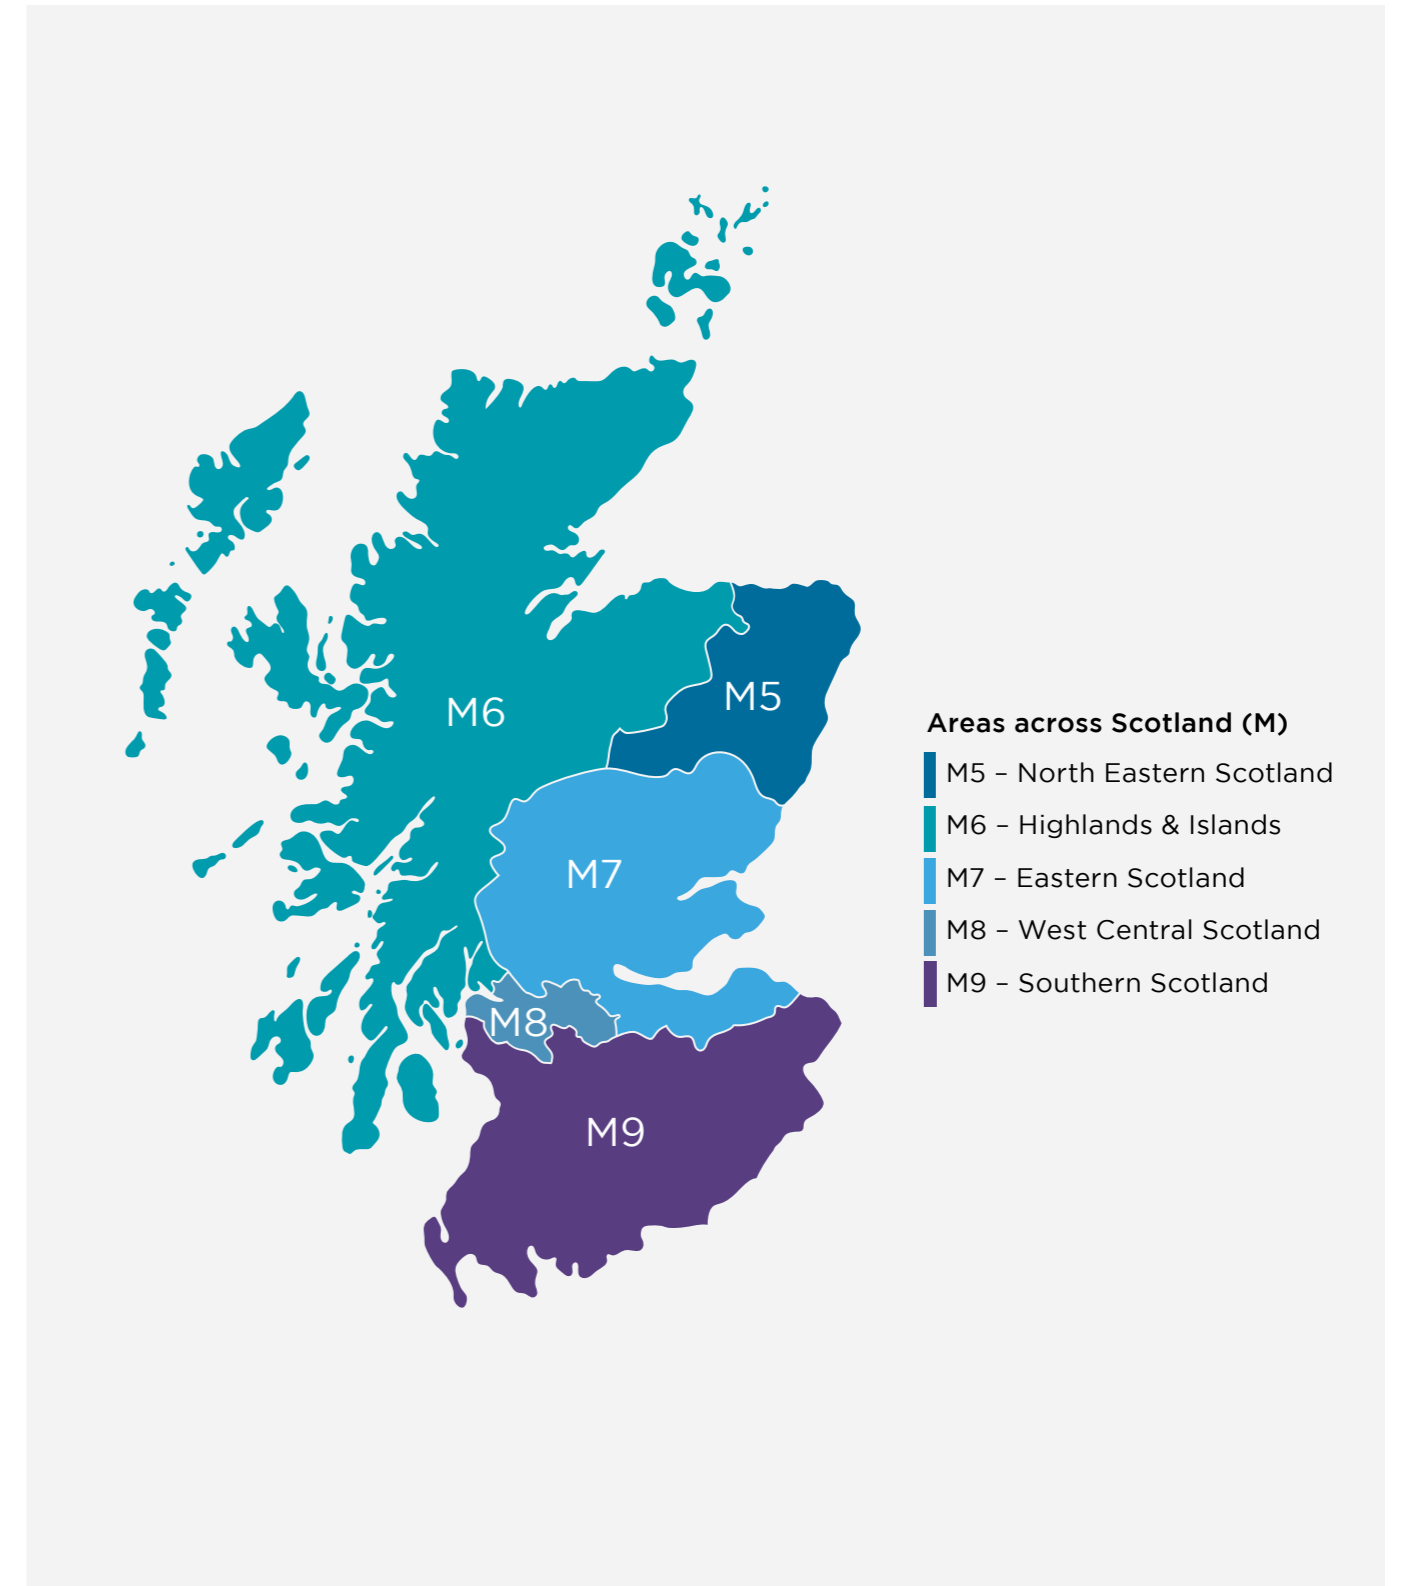 M6
M5
M7
M8
M9
Areas across Scotland (M)
M5 – North Eastern Scotland
M6 – Highlands & Islands
M7 – Eastern Scotland
M8 – West Central Scotland
M9 – Southern Scotland